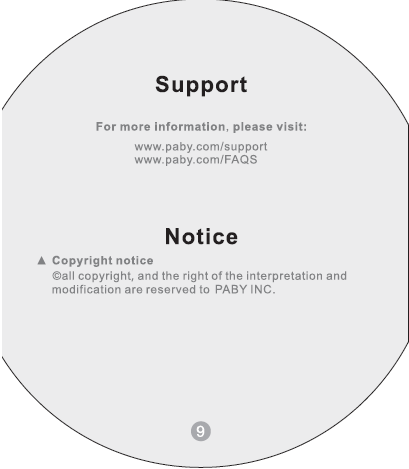 Support
For more information, please visit:
www.paby.com/support
www.paby.com/FAQS
Notice
▲ Copyright notice
©all copyright, and the right of the interpretation and
modification are reserved to PABY INC.
9